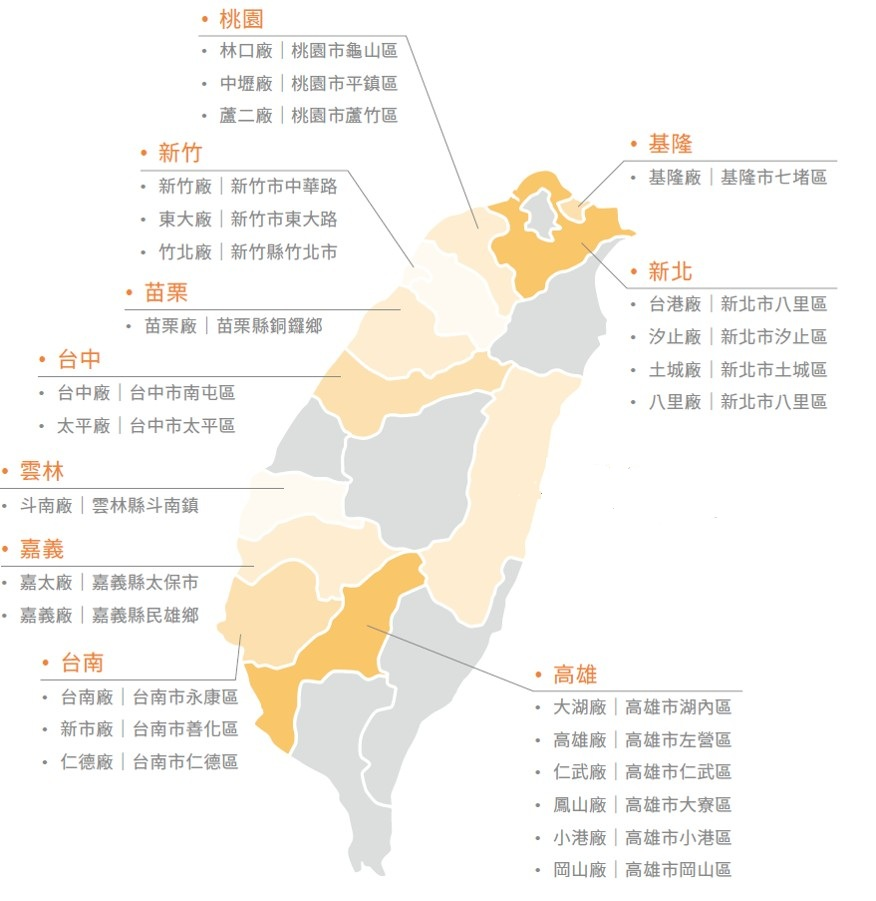 • 桃園
• 林口廠｜桃園市龜山區
• 中壢廠｜桃園市平鎮區
• 蘆二廠｜桃園市蘆竹區
• 新竹
• 新竹廠｜新竹市中華路
• 東大廠｜新竹市東大路
• 竹北廠｜新竹縣竹北市
• 苗栗
• 苗栗廠｜苗栗縣銅鑼鄉
• 台中
• 台中廠｜台中市南屯區
• 太平廠｜台中市太平區
• 雲林
• 斗南廠｜雲林縣斗南鎮
• 嘉義
• 嘉太廠｜嘉義縣太保市
• 嘉義廠｜嘉義縣民雄鄉
• 台南
• 台南廠｜台南市永康區
• 新市廠｜台南市善化區
• 仁德廠｜台南市仁德區
• 基隆
• 基隆廠｜基隆市七堵區
• 新北
• 台港廠｜新北市八里區
• 汐止廠｜新北市汐止區
• 土城廠｜新北市土城區
• 八里廠｜新北市八里區
• 高雄
• 大湖廠｜高雄市湖內區
• 高雄廠｜高雄市左營區
• 仁武廠｜高雄市仁武區
• 鳳山廠｜高雄市大寮區
• 小港廠｜高雄市小港區
• 岡山廠｜高雄市岡山區